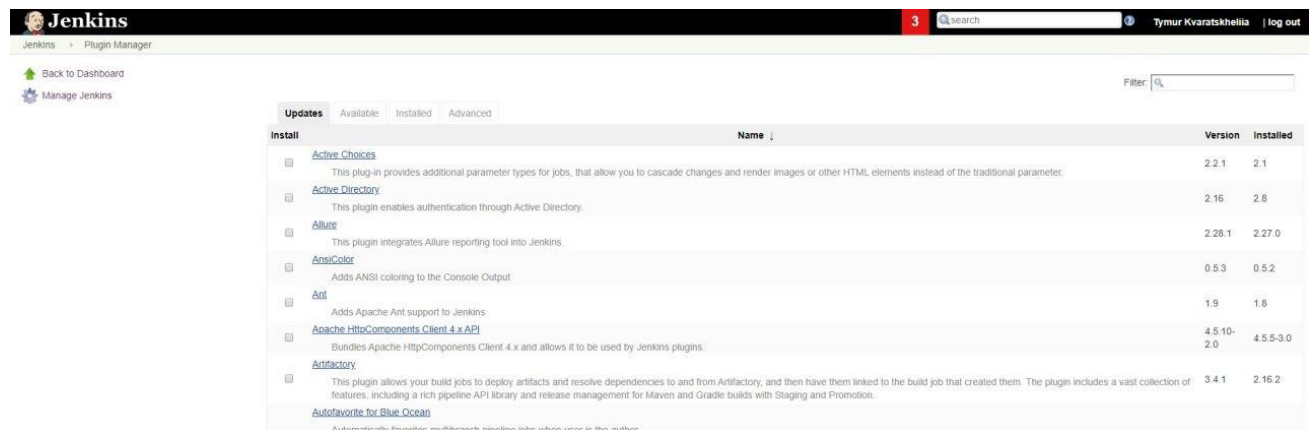 Jenkins
3
search
Tymur Kvaratskheliia | log out
Jenkins Plugin Manager
Back to Dashboard
Manage Jenkins
Filter:
Updates Available Installed Advanced
Install Name ↓ Version Installed
Active Choices
This plug-in provides additional parameter types for jobs, that allow you to cascade changes and render images or other HTML elements instead of the traditional parameter.
2.2.1 2.1
Active Directory
This plugin enables authentication through Active Directory.
2.16 2.8
Allure
This plugin integrates Allure reporting tool into Jenkins.
2.28.1 2.27.0
AnsiColor
Adds ANSI coloring to the Console Output
0.5.3 0.5.2
Ant
Adds Apache Ant support to Jenkins
1.9 1.8
Apache HttpComponents Client 4.x API
Bundles Apache HttpComponents Client 4.x and allows it to be used by Jenkins plugins.
4.5.10-
2.0
4.5.5-3.0
Artifactory
This plugin allows your build jobs to deploy artifacts and resolve dependencies to and from Artifactory, and then have them linked to the build job that created them. The plugin includes a vast collection of
features, including a rich pipeline API library and release management for Maven and Gradle builds with Staging and Promotion.
3.4.1 2.16.2
Autofavorite for Blue Ocean
Automatically favorites multibranch pipeline jobs when user is the author